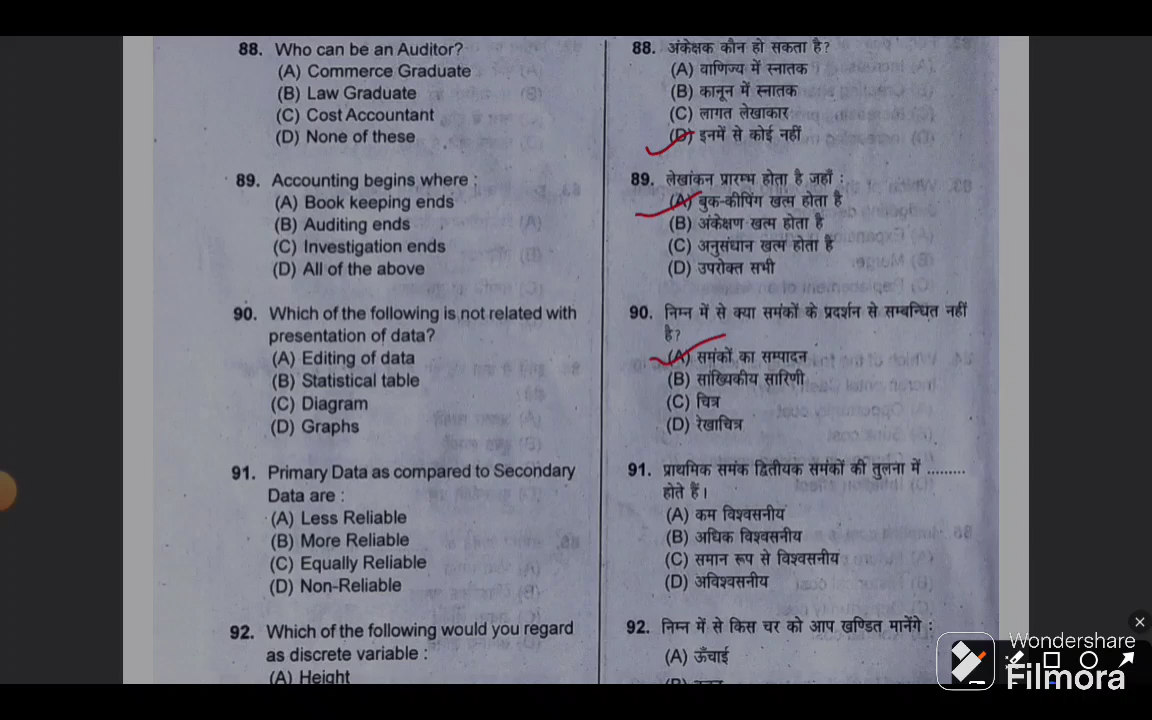 88. Who can be an Auditor?
(A) Commerce Graduate
(B) Law Graduate
(C) Cost Accountant
(D) None of these
89. Accounting begins where :
(A) Book keeping ends
(B) Auditing ends
(C) Investigation ends
(D) All of the above
90. Which of the following is not related with
presentation of data?
(A) Editing of data
(B) Statistical table
(C) Diagram
(D) Graphs
91. Primary Data as compared to Secondary
Data are :
(A) Less Reliable
(B) More Reliable
(C) Equally Reliable
(D) Non-Reliable
92. Which of the following would you regard
as discrete variable :
(A) Height
88. अंकेक्षक कौन हो सकता है?
(A) वाणिज्य में स्नातक
(B) कानून में स्नातक
(C) लागत लेखाकार
(D) इनमें से कोई नहीं
89. लेखांकन प्रारम्भ होता है जहाँ :
(A) बुक-कीपिंग खत्म होता है
(B) अंकेक्षण खत्म होता है
(C) अनुसंधान खत्म होता है
(D) उपरोक्त सभी
90. निम्न में से क्या समंकों के प्रदर्शन से सम्बन्धित नहीं
है?
(A) समंकों का सम्पादन
(B) सांख्यिकीय सारिणी
(C) चित्र
(D) रेखाचित्र
91. प्राथमिक समंक द्वितीयक समंकों की तुलना में .........
होते हैं।
(A) कम विश्वसनीय
(B) अधिक विश्वसनीय
(C) समान रूप से विश्वसनीय
(D) अविश्वसनीय
92. निम्न में से किस चर को आप खण्डित मानेंगे :
(A) ऊँचाई
Wondershare
Filmora